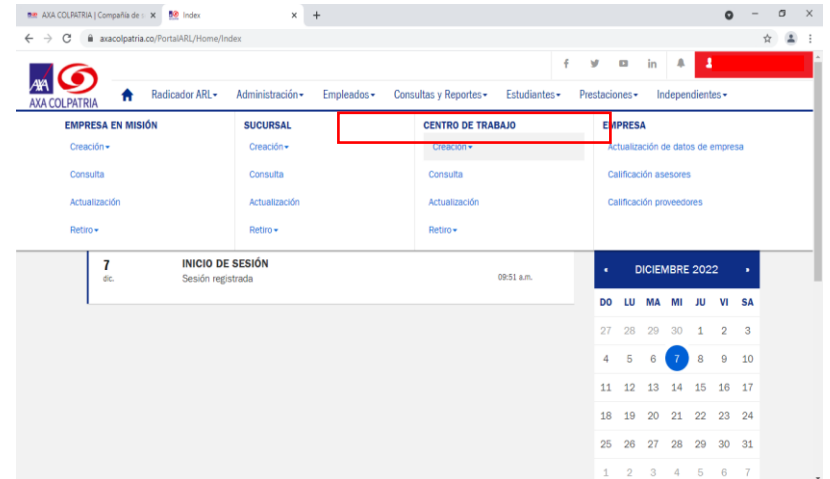 AXA COLPATRIA | Compañía de s
Index
axacolpatria.co/PortalARL/Home/Index
AXA
AXA COLPATRIA
Radicador ARL
Administración
Empleados
Consultas y Reportes
Estudiantes
Prestaciones
Independientes
EMPRESA EN MISIÓN
Creación
Consulta
Actualización
Retiro
SUCURSAL
Creación
Consulta
Actualización
Retiro
CENTRO DE TRABAJO
Creación
Consulta
Actualización
Retiro
EMPRESA
Actualización de datos de empresa
Calificación asesores
Calificación proveedores
7
dic.
INICIO DE SESIÓN
Sesión registrada
09:51 a.m.
« DICIEMBRE 2022 »
DO LU MA MI JU VI SA
27 28 29 30 1 2 3
4 5 6 7 8 9 10
11 12 13 14 15 16 17
18 19 20 21 22 23 24
25 26 27 28 29 30 31
1 2 3 4 5 6 7